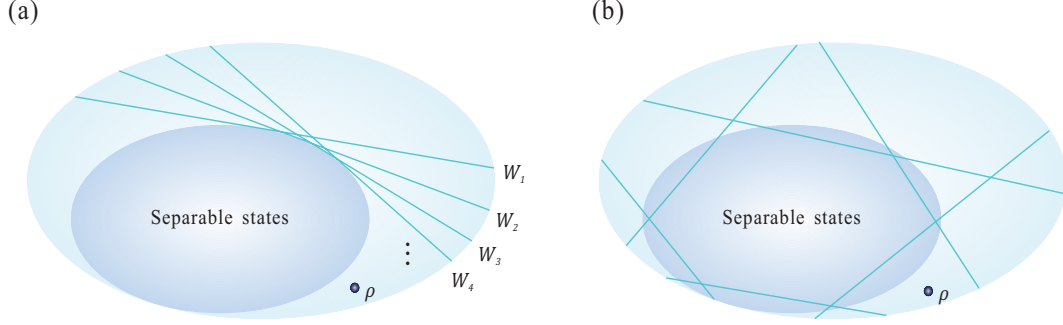 (a)
(b)
Separable states
W₁
W₂
W₃
W₄
⋮
ρ
Separable states
ρ